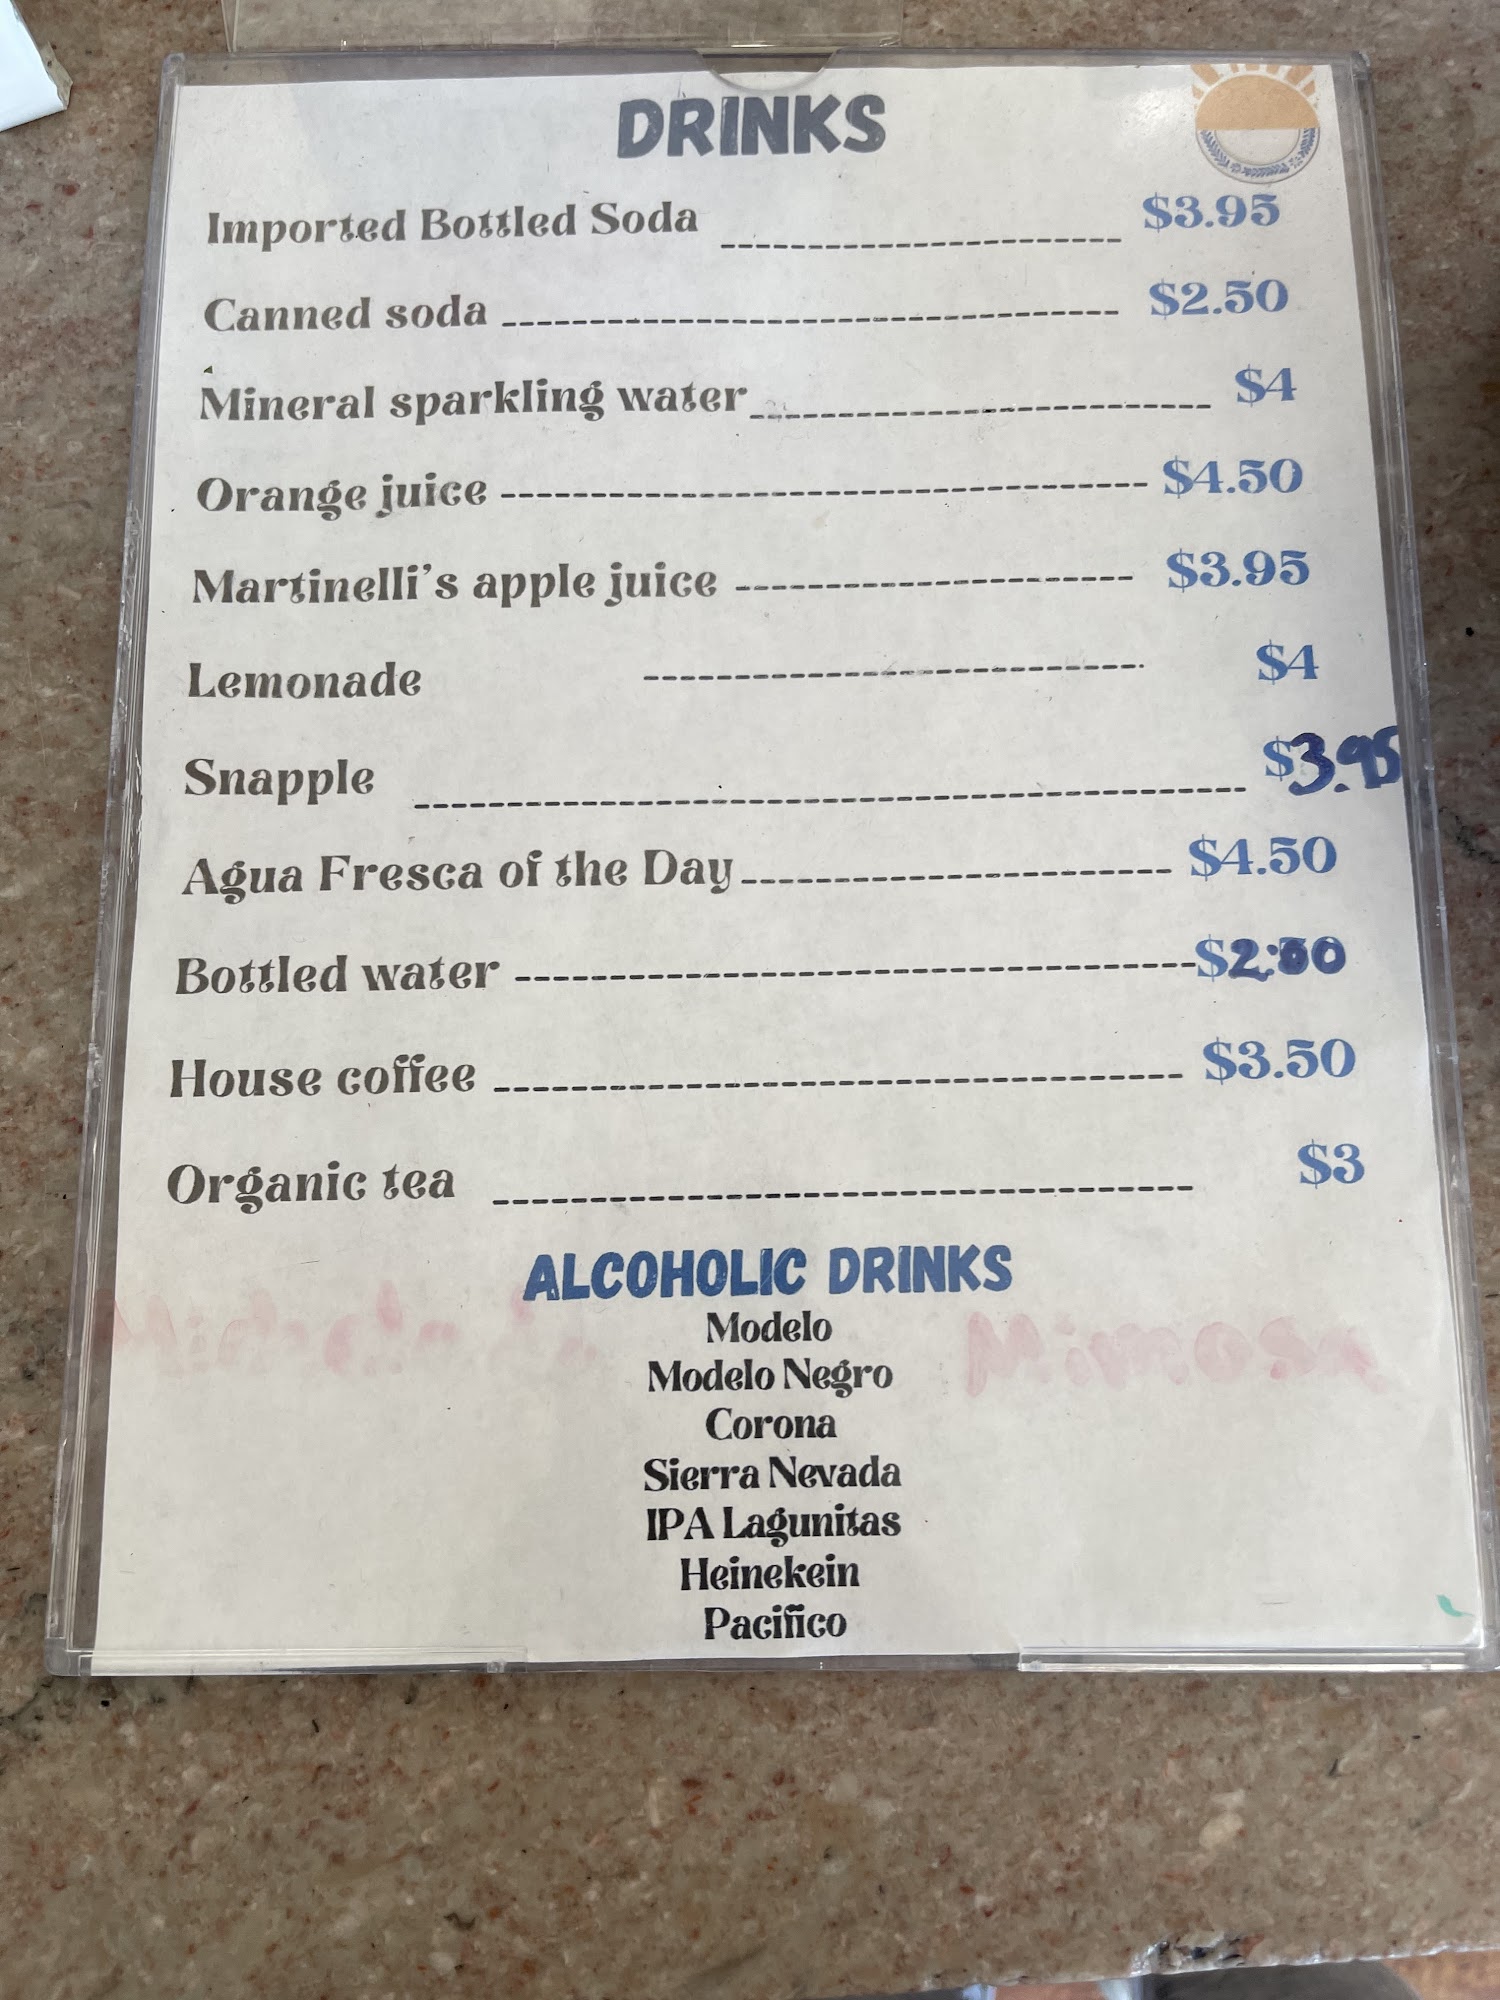 DRINKS
Imported Bottled Soda $3.95
Canned soda $2.50
Mineral sparkling water $4
Orange juice $4.50
Martinelli's apple juice $3.95
Lemonade $4
Snapple $3.95
Agua Fresca of the Day $4.50
Bottled water $2.00
House coffee $3.50
Organic tea $3
ALCOHOLIC DRINKS
Modelo
Modelo Negro
Corona
Sierra Nevada
IPA Lagunitas
Heinekein
Pacifico